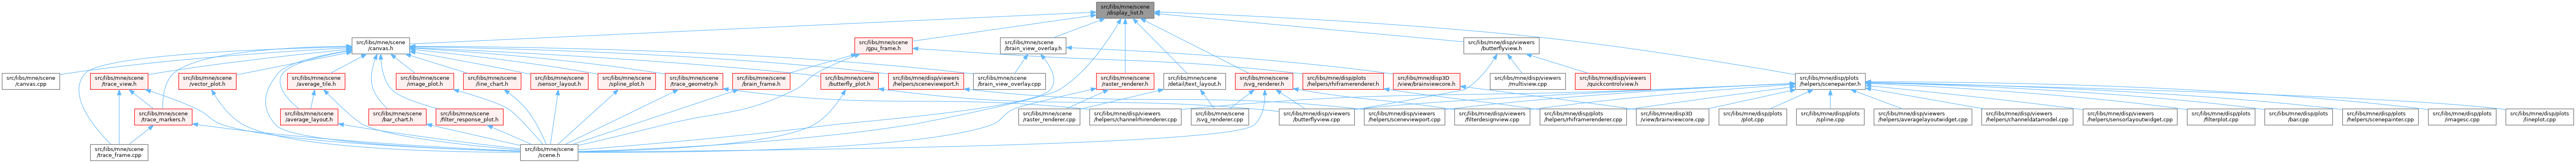 src/libs/mne/scene
/display_list.h
src/libs/mne/scene
/canvas.h
src/libs/mne/scene
/gpu_frame.h
src/libs/mne/scene
/brain_view_overlay.h
src/libs/mne/disp/viewers
/butterflyview.h
src/libs/mne/scene
/canvas.cpp
src/libs/mne/scene
/trace_view.h
src/libs/mne/scene
/vector_plot.h
src/libs/mne/scene
/average_tile.h
src/libs/mne/scene
/image_plot.h
src/libs/mne/scene
/line_chart.h
src/libs/mne/scene
/sensor_layout.h
src/libs/mne/scene
/spline_plot.h
src/libs/mne/scene
/trace_geometry.h
src/libs/mne/scene
/brain_frame.h
src/libs/mne/scene
/butterfly_plot.h
src/libs/mne/disp/viewers
/helpers/sceneviewport.h
src/libs/mne/scene
/brain_view_overlay.cpp
src/libs/mne/scene
/raster_renderer.h
src/libs/mne/scene
/detail/text_layout.h
src/libs/mne/scene
/svg_renderer.h
src/libs/mne/disp/plots
/helpers/rhiframerenderer.h
src/libs/mne/disp3D
/view/brainviewcore.h
src/libs/mne/disp/viewers
/multiview.cpp
src/libs/mne/disp/viewers
/quickcontrolview.h
src/libs/mne/disp/plots
/helpers/scenepainter.h
src/libs/mne/scene
/trace_markers.h
src/libs/mne/scene
/average_layout.h
src/libs/mne/scene
/bar_chart.h
src/libs/mne/scene
/filter_response_plot.h
src/libs/mne/scene
/raster_renderer.cpp
src/libs/mne/disp/viewers
/helpers/channelrhirenderer.cpp
src/libs/mne/scene
/svg_renderer.cpp
src/libs/mne/disp/viewers
/butterflyview.cpp
src/libs/mne/disp/viewers
/helpers/sceneviewport.cpp
src/libs/mne/disp/viewers
/filterdesignview.cpp
src/libs/mne/disp/plots
/helpers/rhiframerenderer.cpp
src/libs/mne/disp3D
/view/brainviewcore.cpp
src/libs/mne/disp/plots
/plot.cpp
src/libs/mne/disp/plots
/spline.cpp
src/libs/mne/disp/viewers
/helpers/averagelayoutwidget.cpp
src/libs/mne/disp/viewers
/helpers/channeldatamodel.cpp
src/libs/mne/disp/viewers
/helpers/sensorlayoutwidget.cpp
src/libs/mne/disp/plots
/filterplot.cpp
src/libs/mne/disp/plots
/bar.cpp
src/libs/mne/disp/plots
/helpers/scenepainter.cpp
src/libs/mne/disp/plots
/imagesc.cpp
src/libs/mne/disp/plots
/lineplot.cpp
src/libs/mne/scene
/trace_frame.cpp
src/libs/mne/scene
/scene.h